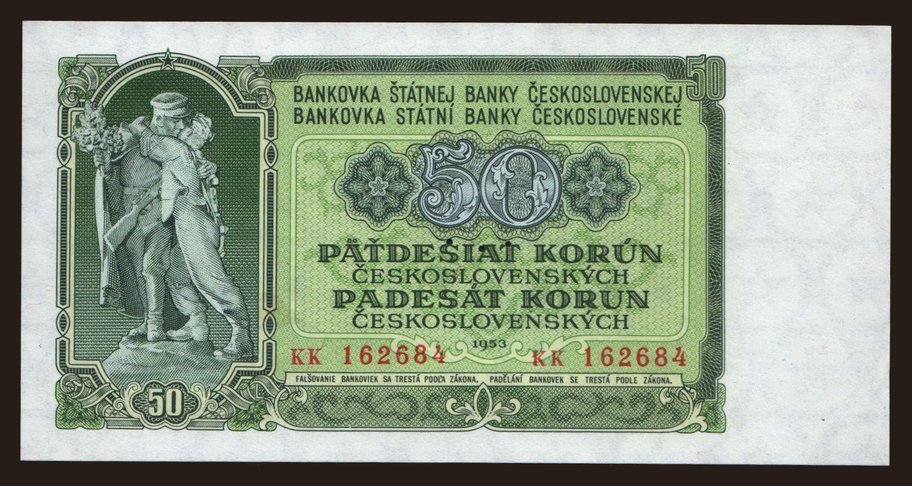 50
BANKOVKA ŠTÁTNEJ BANKY ČESKOSLOVENSKEJ
BANKOVKA STÁTNÍ BANKY ČESKOSLOVENSKÉ
50
PÄŤDESIAT KORÚN
ČESKOSLOVENSKÝCH
PADESÁT KORUN
ČESKOSLOVENSKÝCH
1953
KK 162684 KK 162684
FALŠOVANIE BANKOVIEK SA TRESTÁ PODĽA ZÁKONA. PADĚLÁNÍ BANKOVEK SE TRESTÁ PODLE ZÁKONA.
50